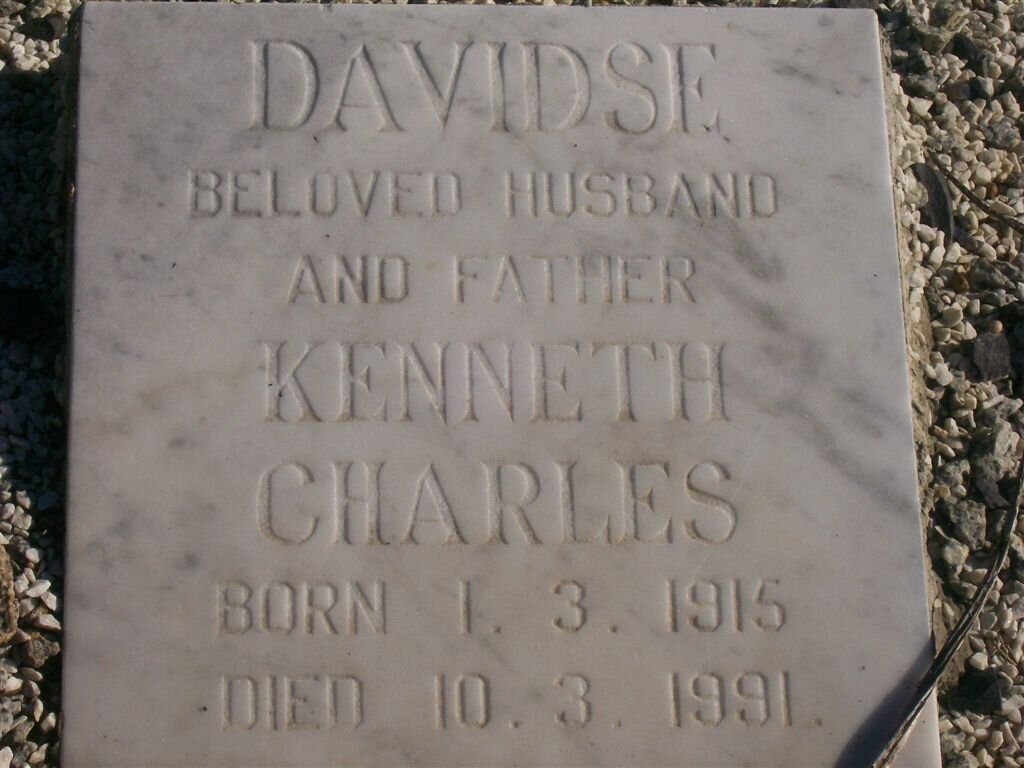 DAVIDSE
BELOVED HUSBAND
AND FATHER
KENNETH
CHARLES
BORN 1. 3. 1915
DIED 10. 3. 1991.